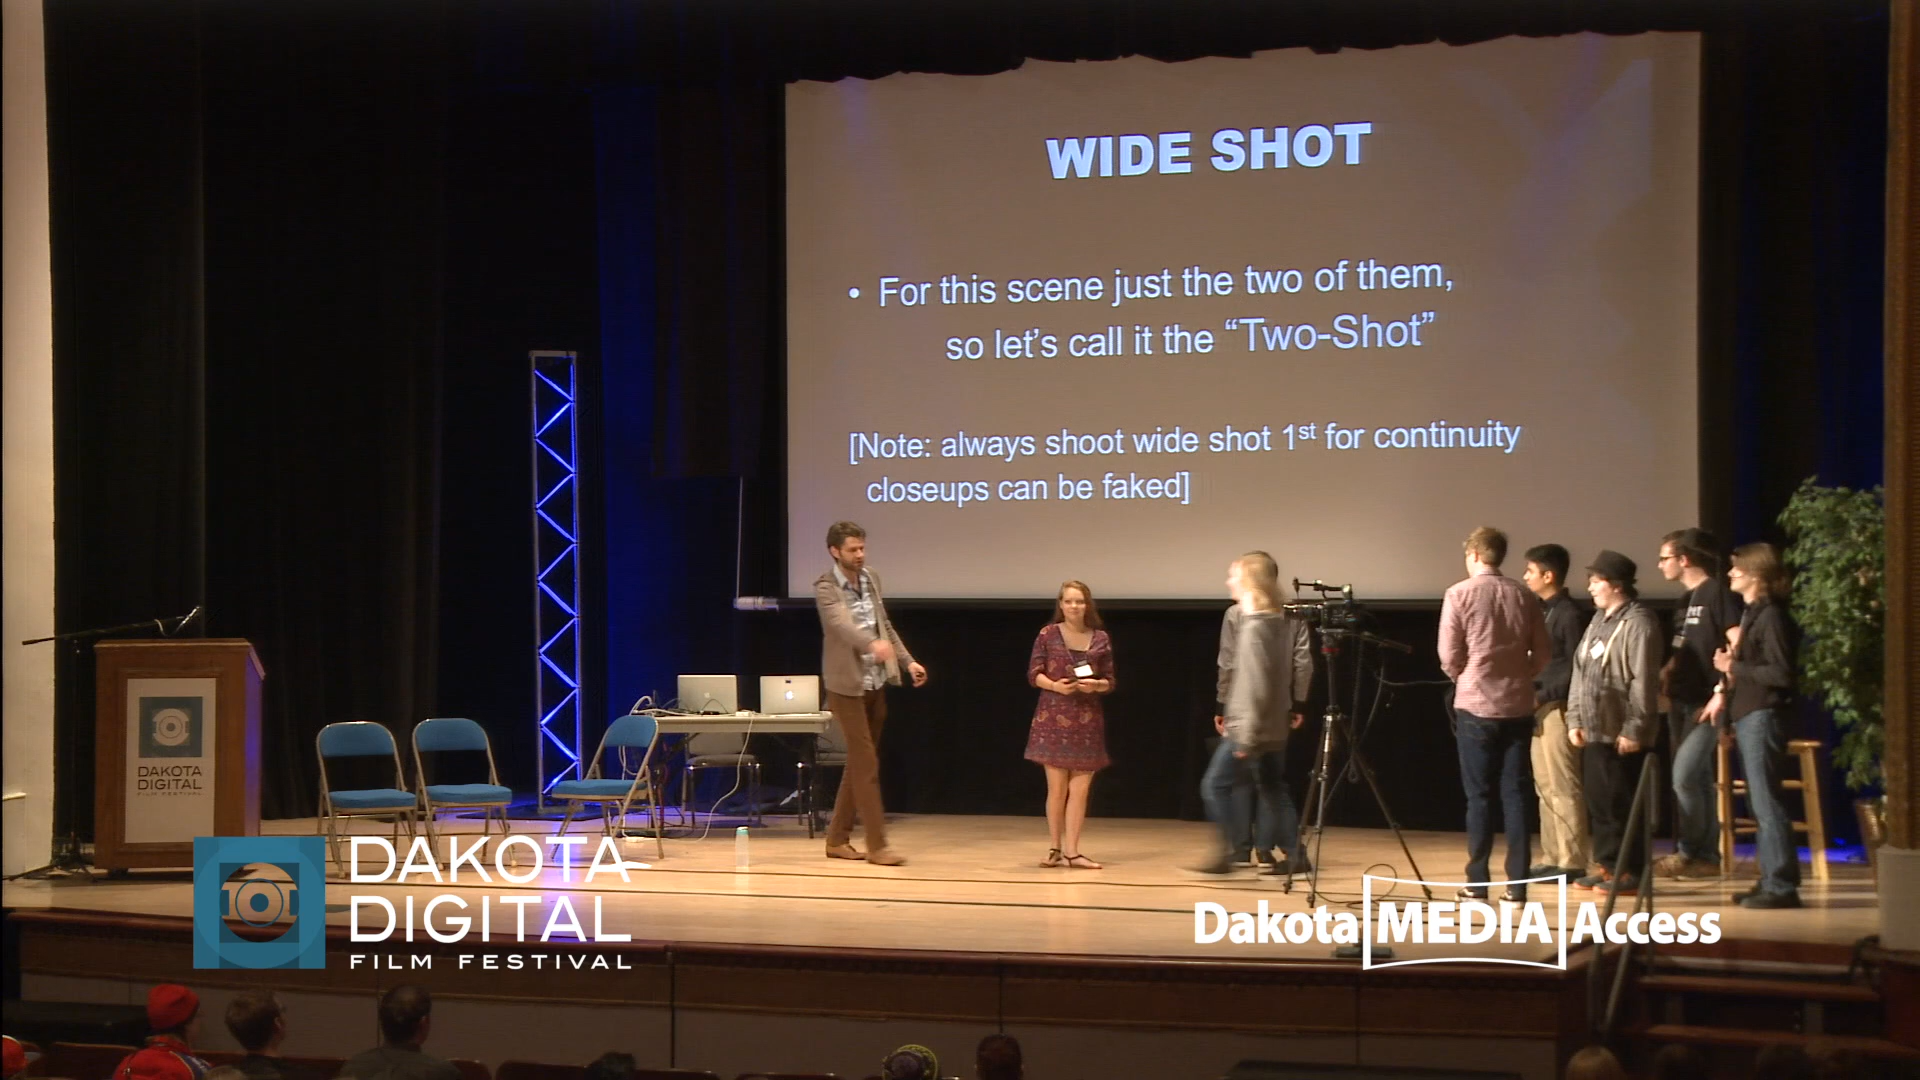 WIDE SHOT
• For this scene just the two of them,
so let's call it the “Two-Shot”
[Note: always shoot wide shot 1st for continuity
closeups can be faked]
DAKOTA
DIGITAL
FILM FESTIVAL
DAKOTA
DIGITAL
FILM FESTIVAL
Dakota MEDIA Access